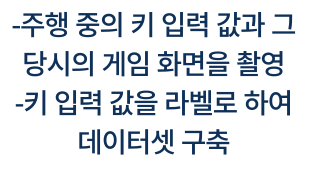 -주행 중의 키 입력 값과 그
당시의 게임 화면을 촬영
-키 입력 값을 라벨로 하여
데이터셋 구축